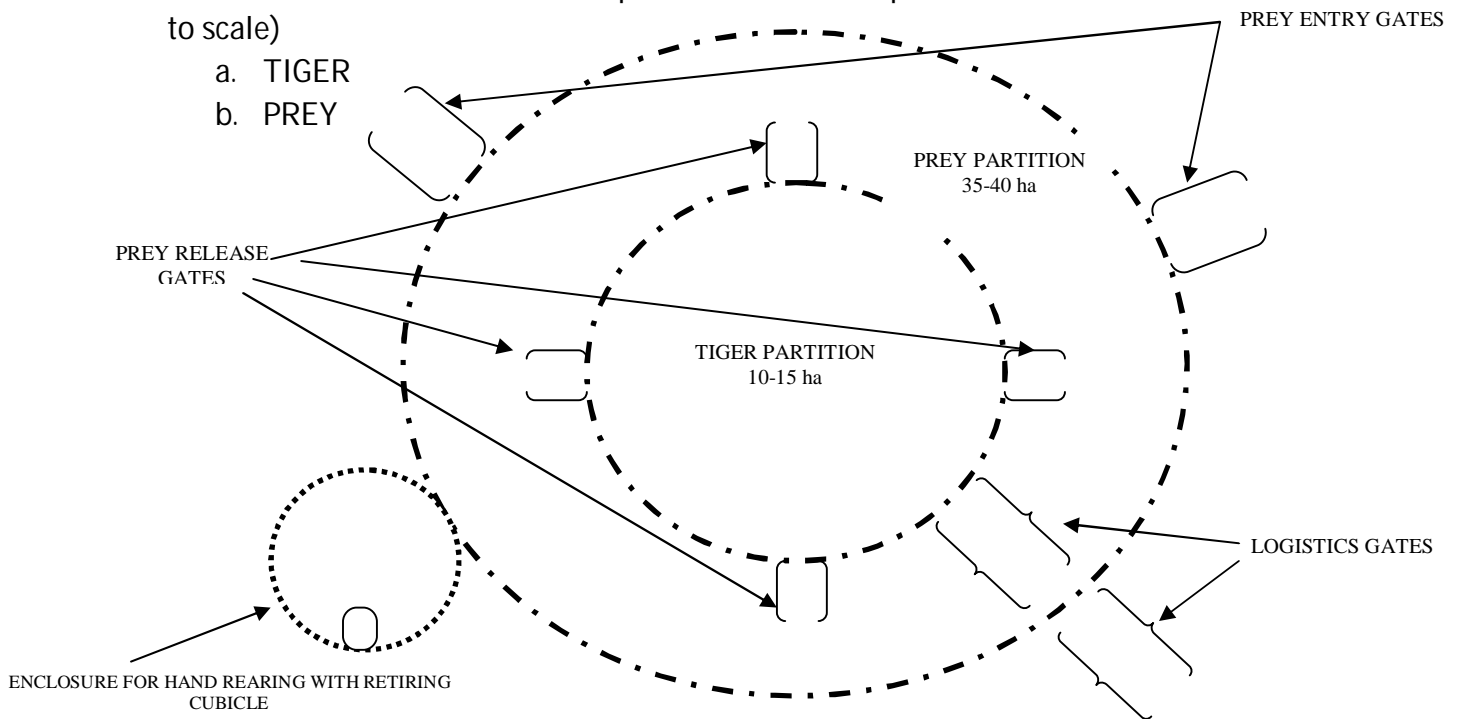 to scale)
a. TIGER
b. PREY
PREY ENTRY GATES
PREY PARTITION
35-40 ha
PREY RELEASE
GATES
TIGER PARTITION
10-15 ha
LOGISTICS GATES
ENCLOSURE FOR HAND REARING WITH RETIRING
CUBICLE